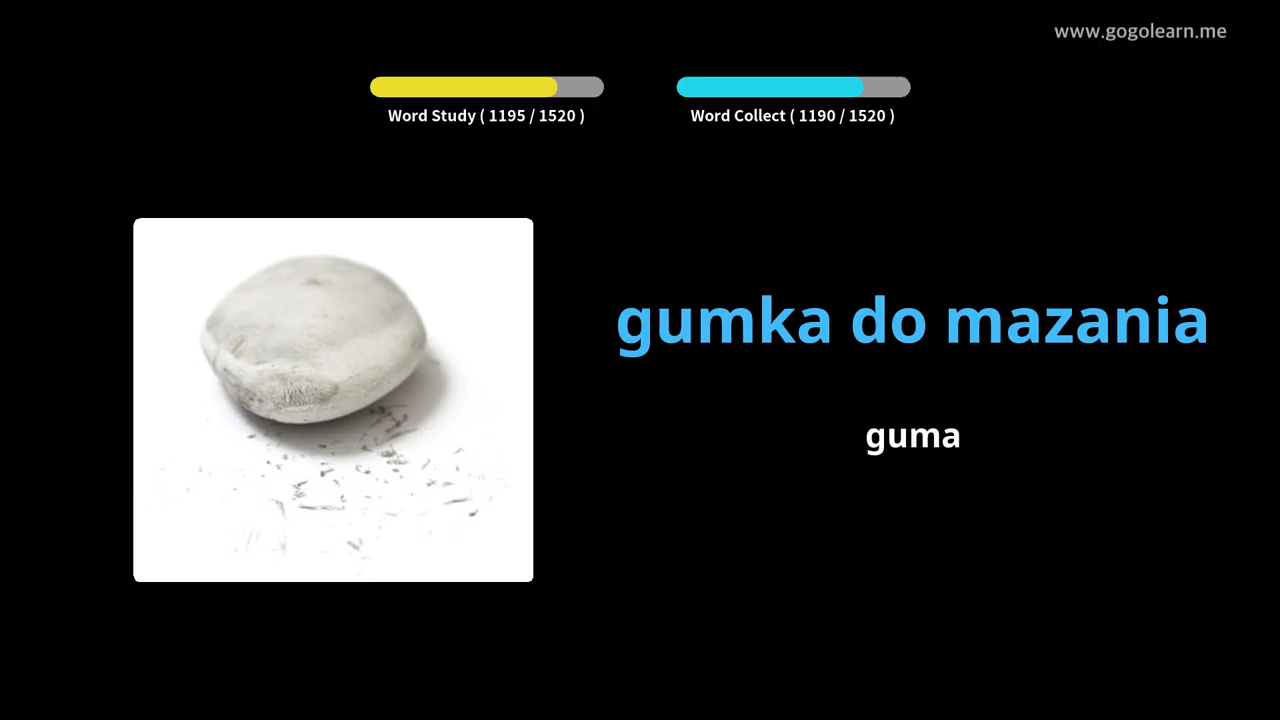 www.gogolearn.me
Word Study ( 1195 / 1520 )
Word Collect ( 1190 / 1520 )
gumka do mazania
guma